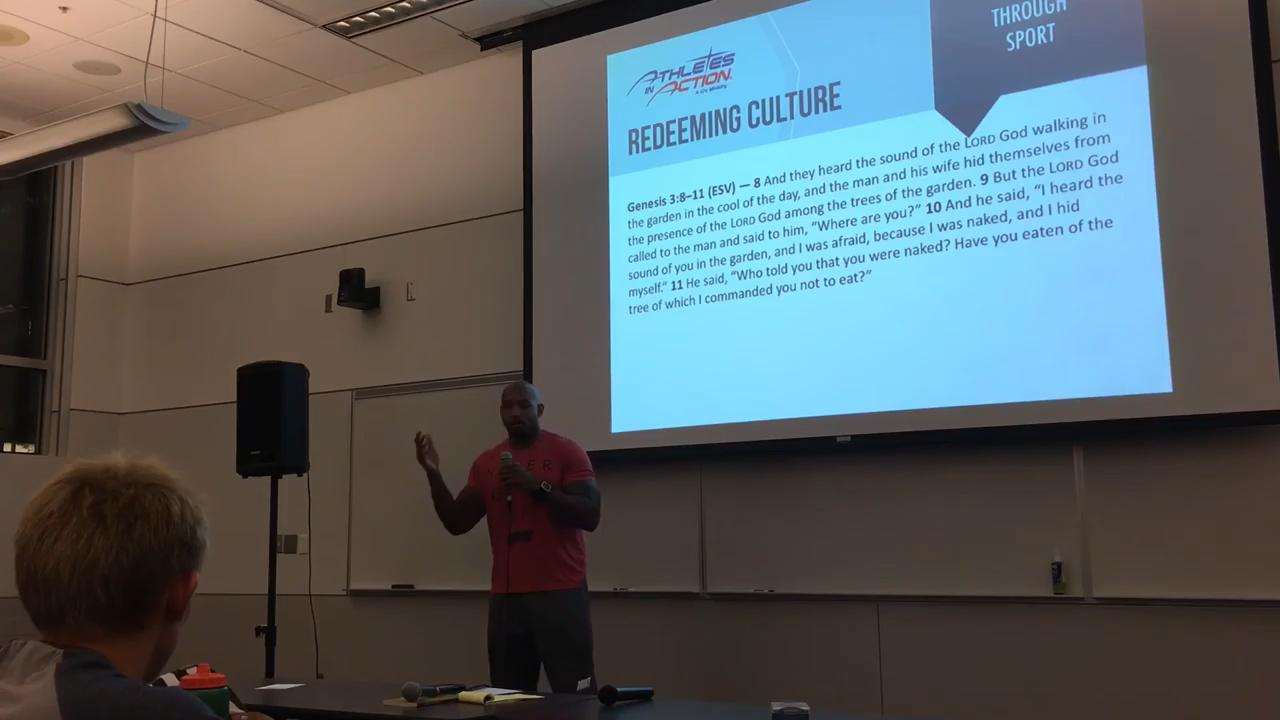 THROUGH
SPORT
ATHLETES
IN ACTION
A Cru Ministry
REDEEMING CULTURE
Genesis 3:8–11 (ESV) — 8 And they heard the sound of the LORD God walking in
the garden in the cool of the day, and the man and his wife hid themselves from
the presence of the LORD God among the trees of the garden. 9 But the LORD God
called to the man and said to him, “Where are you?” 10 And he said, “I heard the
sound of you in the garden, and I was afraid, because I was naked, and I hid
myself.” 11 He said, “Who told you that you were naked? Have you eaten of the
tree of which I commanded you not to eat?”